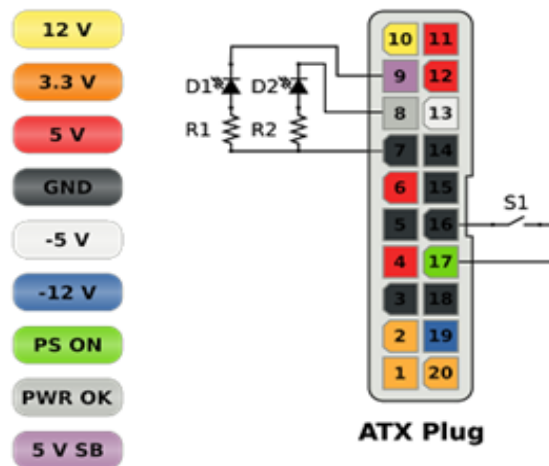 12 V
3.3 V
5 V
GND
-5 V
-12 V
PS ON
PWR OK
5 V SB
D1
D2
R1
R2
10 11
9 12
8 13
7 14
6 15
5 16
4 17
3 18
2 19
1 20
S1
ATX Plug